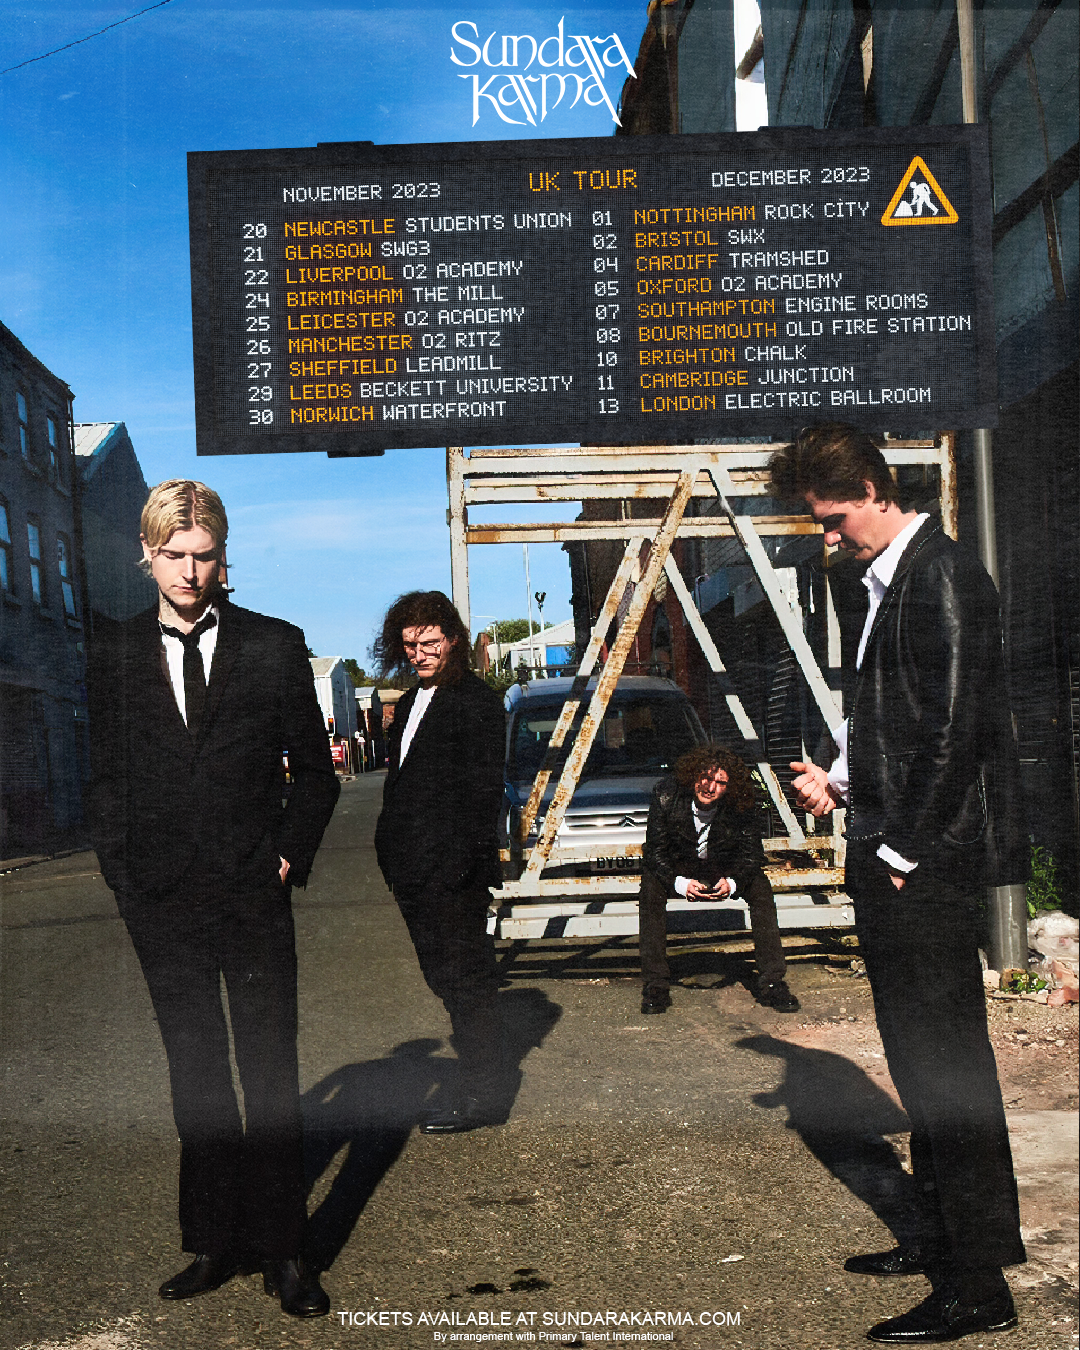 Sundara
Karma
UK TOUR
NOVEMBER 2023
20 NEWCASTLE STUDENTS UNION
21 GLASGOW SWG3
22 LIVERPOOL O2 ACADEMY
24 BIRMINGHAM THE MILL
25 LEICESTER O2 ACADEMY
26 MANCHESTER O2 RITZ
27 SHEFFIELD LEADMILL
29 LEEDS BECKETT UNIVERSITY
30 NORWICH WATERFRONT
DECEMBER 2023
01 NOTTINGHAM ROCK CITY
02 BRISTOL SWX
04 CARDIFF TRAMSHED
05 OXFORD O2 ACADEMY
07 SOUTHAMPTON ENGINE ROOMS
08 BOURNEMOUTH OLD FIRE STATION
10 BRIGHTON CHALK
11 CAMBRIDGE JUNCTION
13 LONDON ELECTRIC BALLROOM
TICKETS AVAILABLE AT SUNDARAKARMA.COM
By arrangement with Primary Talent International